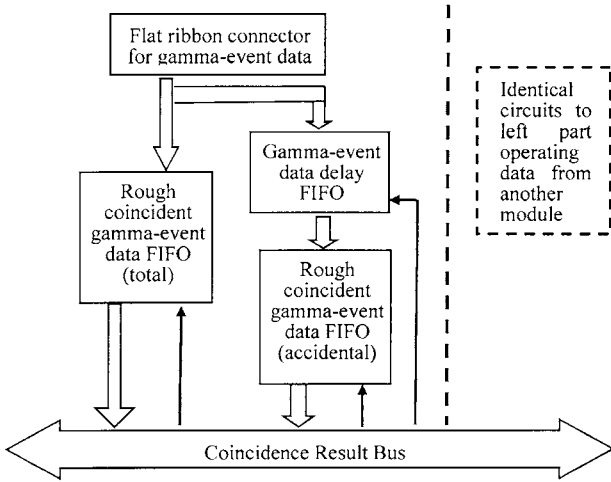 Flat ribbon connector
for gamma-event data
Gamma-event
data delay
FIFO
Rough
coincident
gamma-event
data FIFO
(total)
Rough
coincident
gamma-event
data FIFO
(accidental)
Identical
circuits to
left part
operating
data from
another
module
Coincidence Result Bus